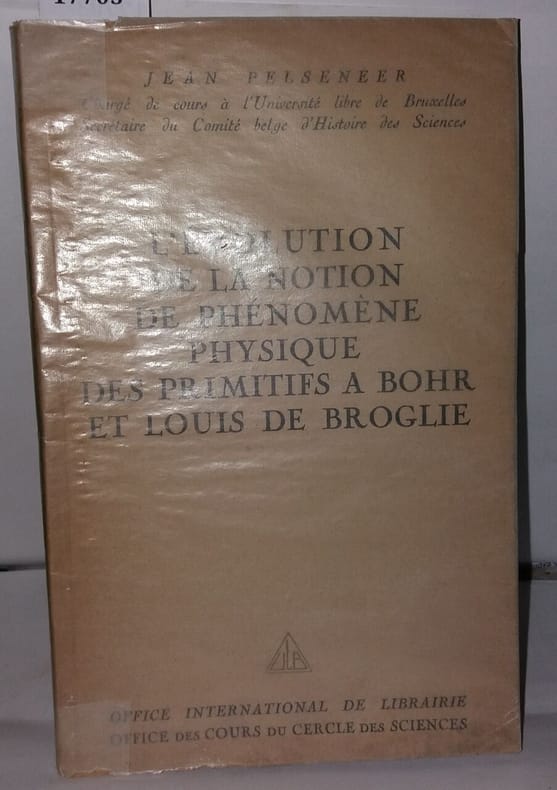 17705
JEAN PELSENEER
Chargé de cours à l'Université libre de Bruxelles
Secrétaire du Comité belge d'Histoire des Sciences
L'EVOLUTION
DE LA NOTION
DE PHÉNOMÈNE
PHYSIQUE
DES PRIMITIFS A BOHR
ET LOUIS DE BROGLIE
OFFICE INTERNATIONAL DE LIBRAIRIE
OFFICE DES COURS DU CERCLE DES SCIENCES